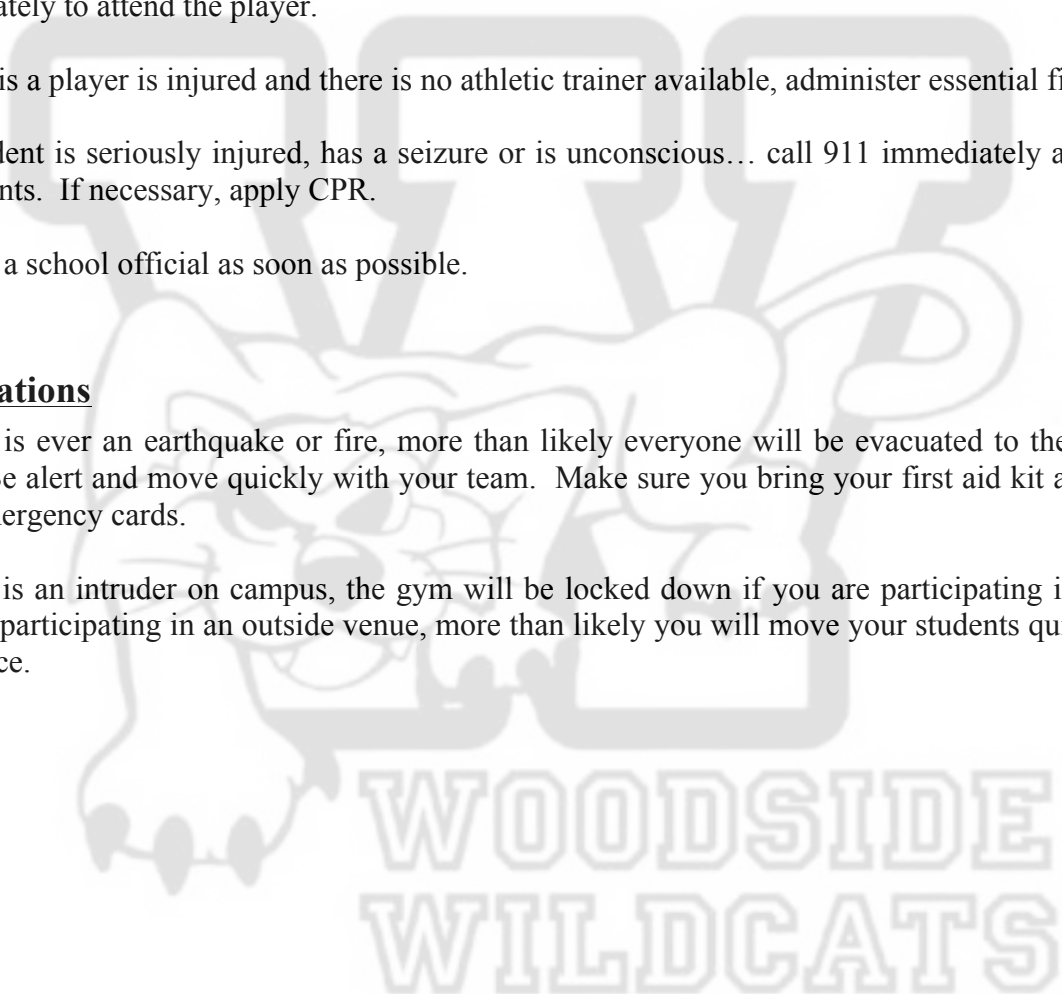 ately to attend the player.
is a player is injured and there is no athletic trainer available, administer essential fi
dent is seriously injured, has a seizure or is unconscious… call 911 immediately a
nts. If necessary, apply CPR.
a school official as soon as possible.
ations
is ever an earthquake or fire, more than likely everyone will be evacuated to the
e alert and move quickly with your team. Make sure you bring your first aid kit a
ergency cards.
is an intruder on campus, the gym will be locked down if you are participating i
participating in an outside venue, more than likely you will move your students qu
ce.
W
WOODSIDE
WILDCATS